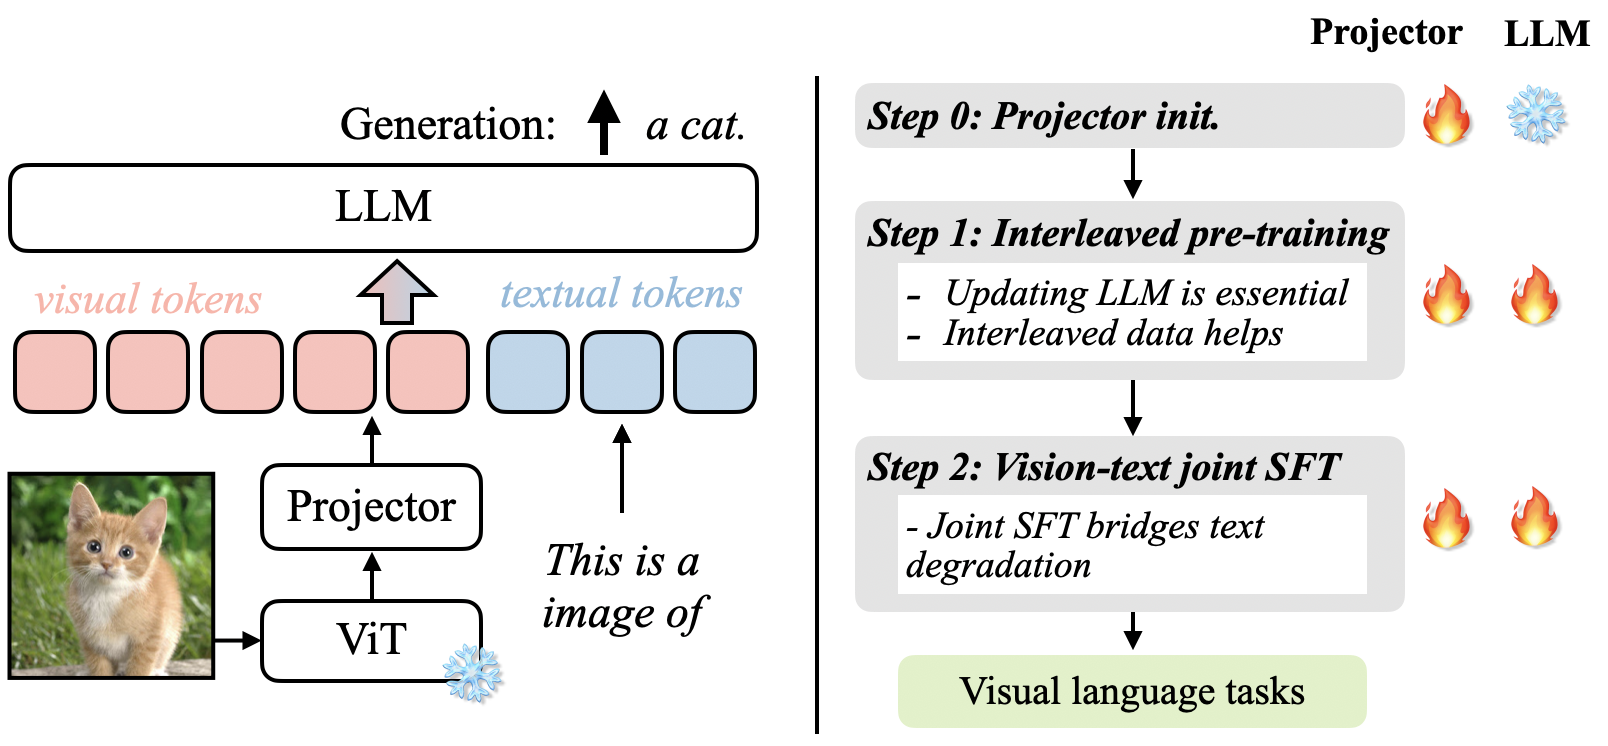 Generation: a cat.
LLM
visual tokens
textual tokens
Projector
ViT
This is a
image of
Projector LLM
Step 0: Projector init.
Step 1: Interleaved pre-training
- Updating LLM is essential
- Interleaved data helps
Step 2: Vision-text joint SFT
- Joint SFT bridges text
degradation
Visual language tasks